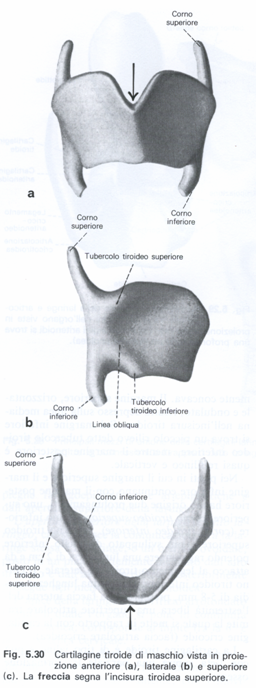 Corno
superiore
a
Corno
inferiore
Corno
superiore
Tubercolo tiroideo superiore
Corno
inferiore
Tubercolo
tiroideo inferiore
Linea obliqua
b
Corno
superiore
Corno inferiore
Tubercolo
tiroideo
superiore
c
Fig. 5.30 Cartilagine tiroide di maschio vista in proie-
zione anteriore (a), laterale (b) e superiore
(c). La freccia segna l'incisura tiroidea superiore.